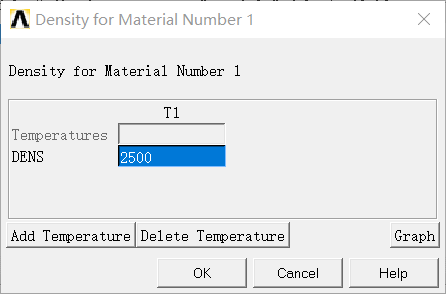 Density for Material Number 1
Density for Material Number 1
T1
Temperatures
DENS 2500
Add Temperature Delete Temperature Graph
OK Cancel Help